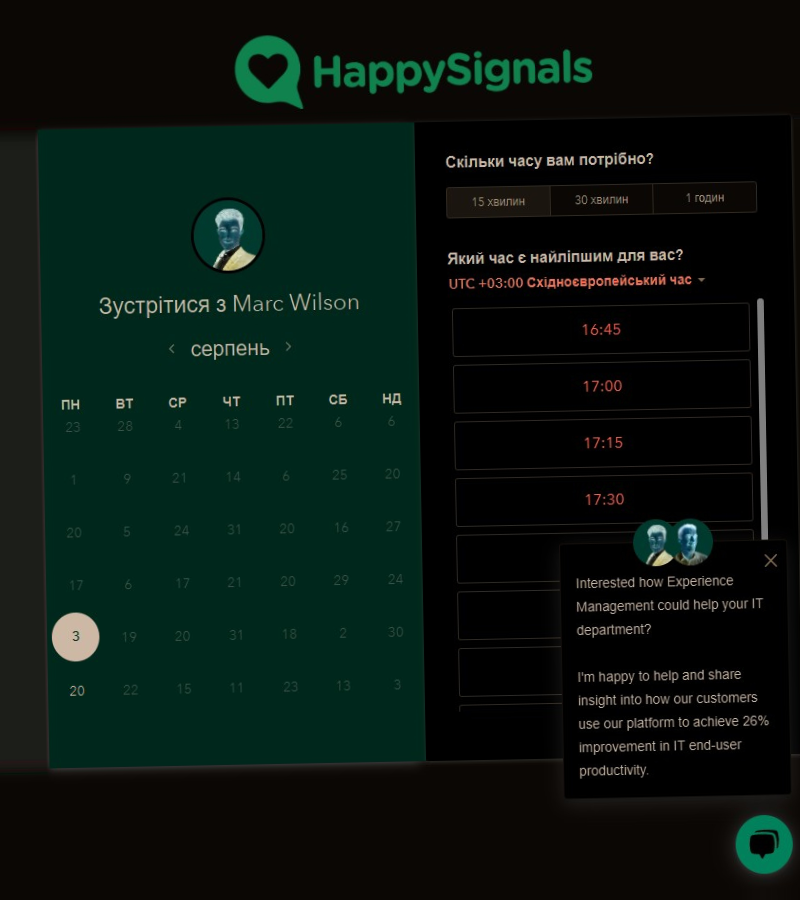 HappySignals
Зустрітися з Marc Wilson
серпень
ПН ВТ СР ЧТ ПТ СБ НД
23 28 4 13 22 6 6
1 9 21 14 6 25 20
20 5 24 31 20 16 27
17 6 17 21 20 29 24
3 19 20 31 18 2 30
20 22 15 11 23 13 3
Скільки часу вам потрібно?
15 хвилин 30 хвилин 1 годин
Який час є найліпшим для вас?
UTC +03:00 Східноєвропейський час
16:45
17:00
17:15
17:30
Interested how Experience
Management could help your IT
department?
I'm happy to help and share
insight into how our customers
use our platform to achieve 26%
improvement in IT end-user
productivity.